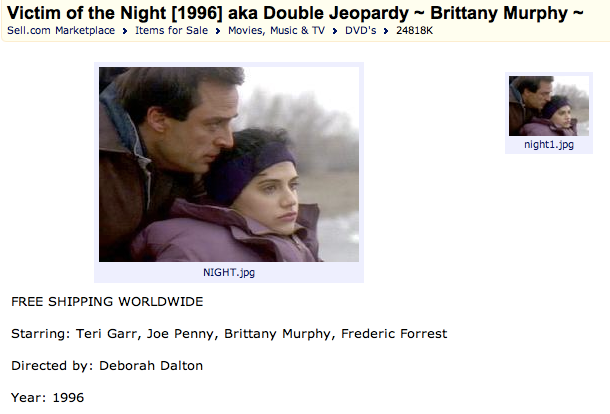 Victim of the Night [1996] aka Double Jeopardy ~ Brittany Murphy ~
Sell.com Marketplace › Items for Sale › Movies, Music & TV › DVD's › 24818K
night1.jpg
NIGHT.jpg
FREE SHIPPING WORLDWIDE
Starring: Teri Garr, Joe Penny, Brittany Murphy, Frederic Forrest
Directed by: Deborah Dalton
Year: 1996